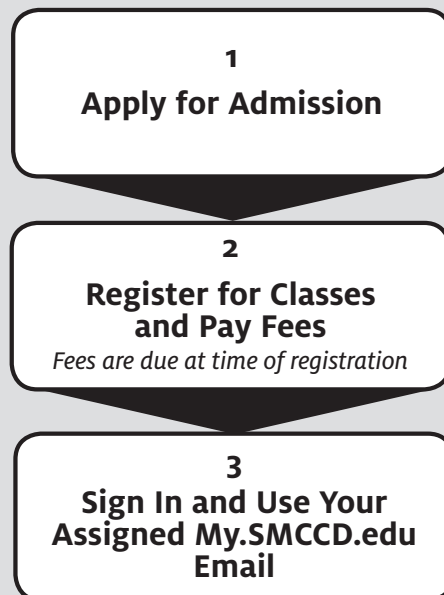 1
Apply for Admission
2
Register for Classes
and Pay Fees
Fees are due at time of registration
3
Sign In and Use Your
Assigned My.SMCCD.edu
Email